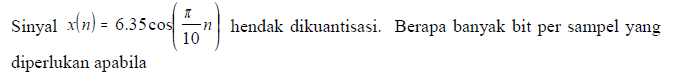 Sinyal x(n) = 6.35cos(π/10 n) hendak dikuantisasi. Berapa banyak bit per sampel yang
diperlukan apabila